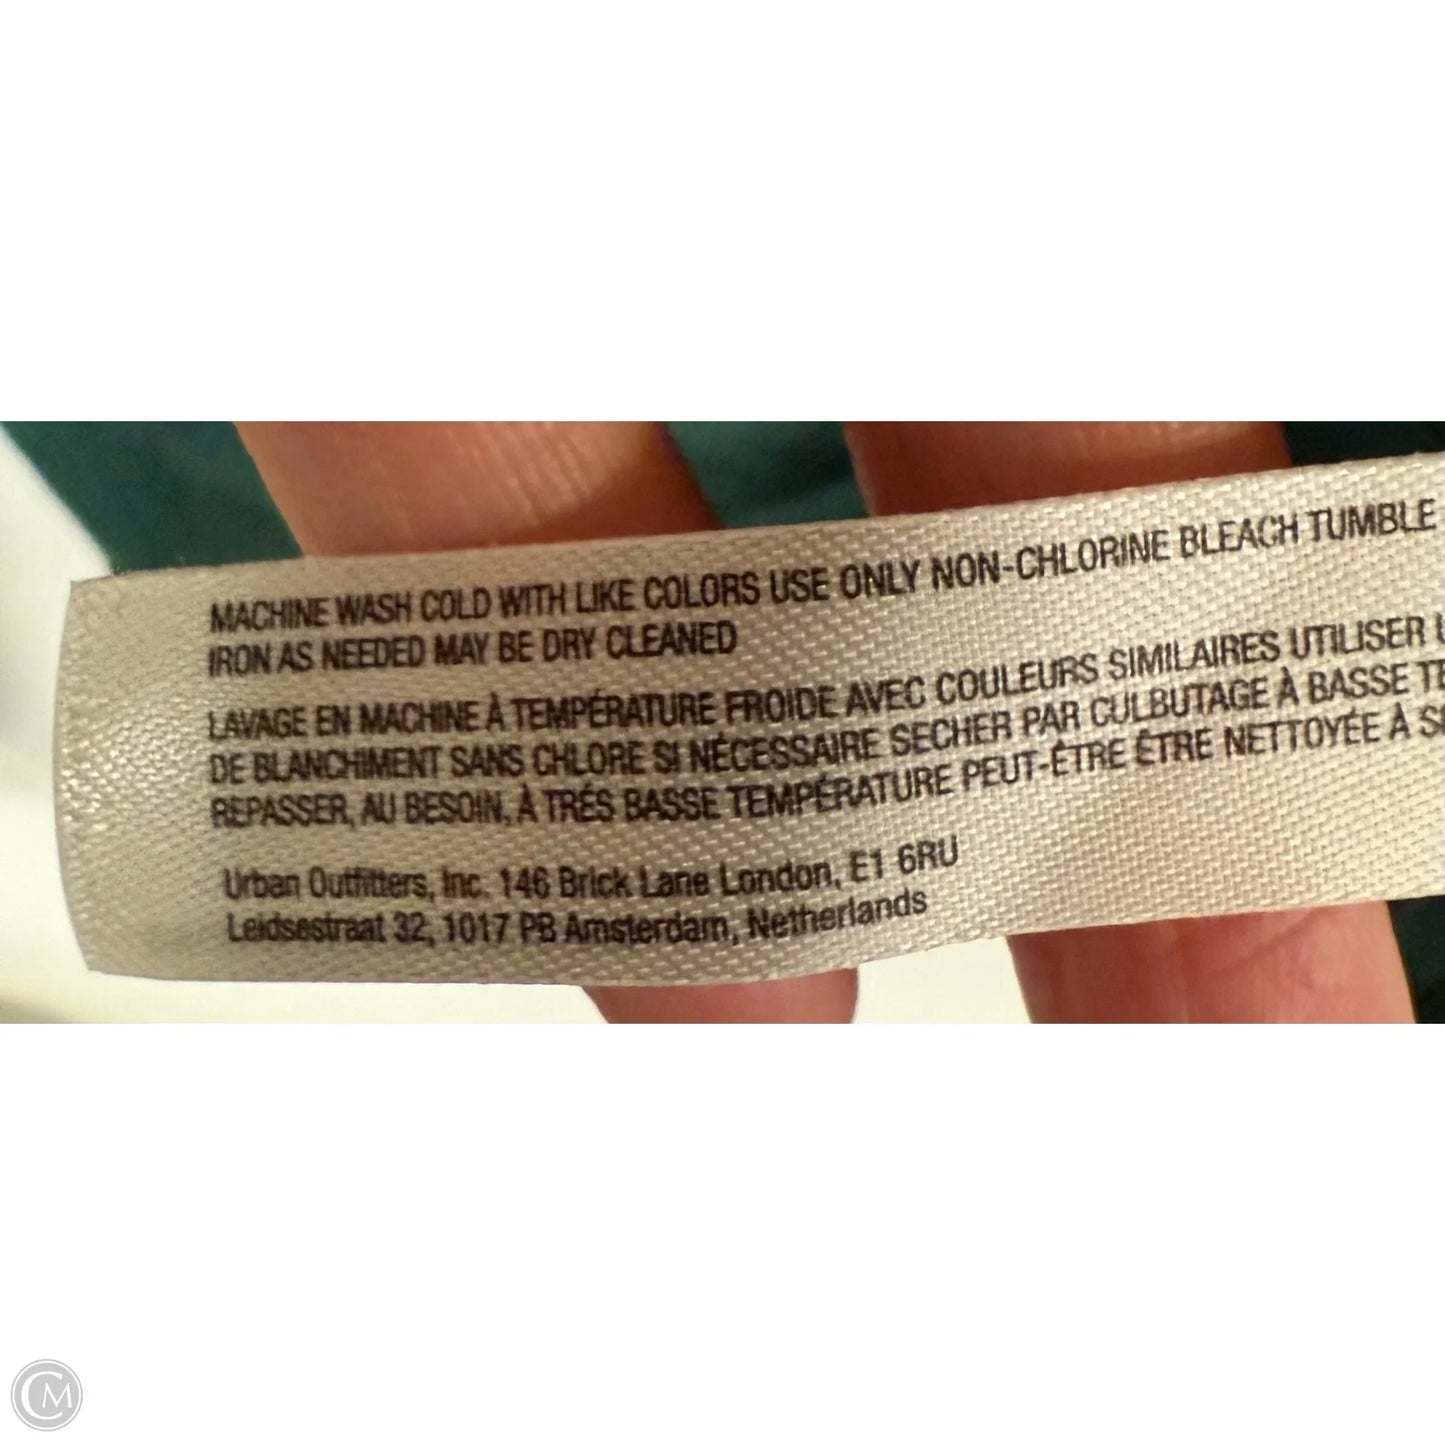 MACHINE WASH COLD WITH LIKE COLORS USE ONLY NON-CHLORINE BLEACH TUMBLE
IRON AS NEEDED MAY BE DRY CLEANED
LAVAGE EN MACHINE À TEMPÉRATURE FROIDE AVEC COULEURS SIMILAIRES UTILISER
DE BLANCHIMENT SANS CHLORE SI NÉCESSAIRE SECHER PAR CULBUTAGE À BASSE
REPASSER, AU BESOIN, À TRÉS BASSE TEMPÉRATURE PEUT-ÊTRE ÊTRE NETTOYÉE À
Urban Outfitters, Inc. 146 Brick Lane London, E1 6RU
Leidsestraat 32, 1017 PB Amsterdam, Netherlands
CM